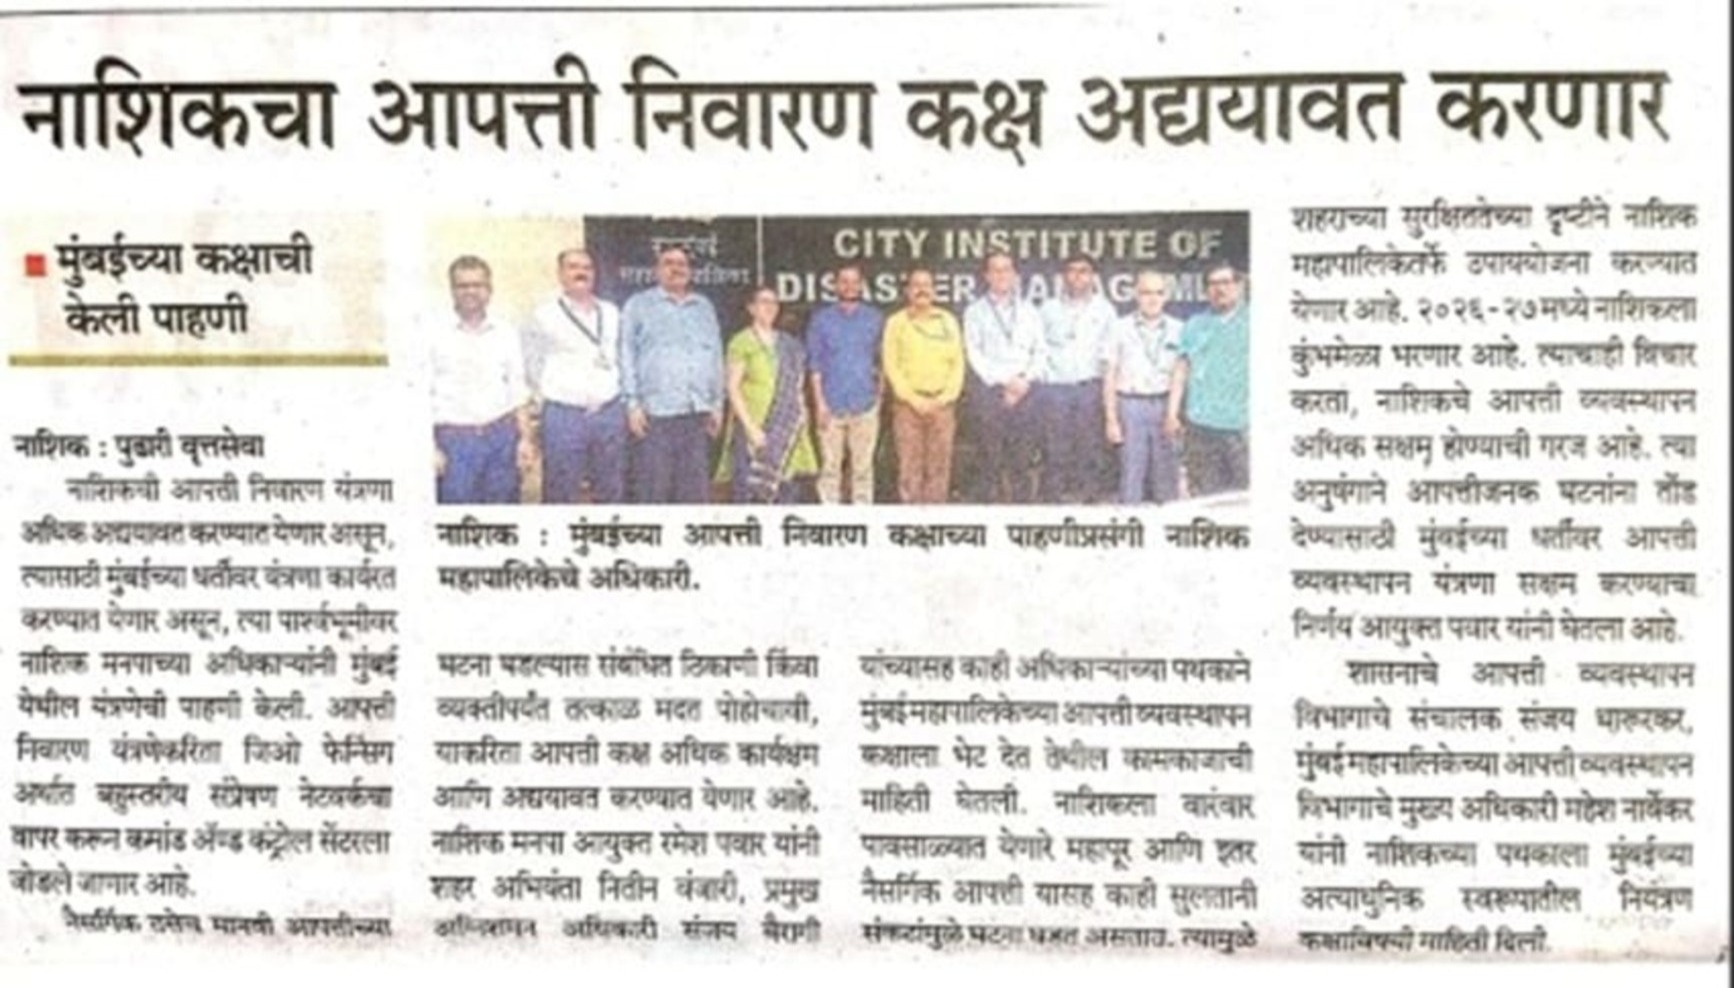 नाशिकचा आपत्ती निवारण कक्ष अद्ययावत करणार
मुंबईच्या कक्षाची
केली पाहणी
नाशिक : पुढारी वृत्तसेवा
नाशिकची आपत्ती निवारण यंत्रणा
अधिक अद्ययावत करण्यात येणार असून,
त्यासाठी मुंबईच्या धर्तीवर यंत्रणा कार्यरत
करण्यात येणार असून, त्या पार्श्वभूमीवर
नाशिक मनपाच्या अधिकाऱ्यांनी मुंबई
येथील यंत्रणेची पाहणी केली. आपत्ती
निवारण यंत्रणेकरिता जिओ फेन्सिंग
अर्थात बहुस्तरीय संप्रेषण नेटवर्कचा
वापर करून कमांड ॲण्ड कंट्रोल सेंटरला
जोडले जाणार आहे.
नैसर्गिक तसेच मानवी आपत्तीच्या
CITY INSTITUTE OF
DISASTER MANAGEM
नाशिक : मुंबईच्या आपत्ती निवारण कक्षाच्या पाहणीप्रसंगी नाशिक
महापालिकेचे अधिकारी.
घटना घडल्यास संबंधित ठिकाणी किंवा
व्यक्तीपर्यंत तत्काळ मदत पोहोचावी,
याकरिता आपत्ती कक्ष अधिक कार्यक्षम
आणि अद्ययावत करण्यात येणार आहे.
नाशिक मनपा आयुक्त रमेश पवार यांनी
शहर अभियंता नितीन वंजारी, प्रमुख
अग्निशमन अधिकारी संजय बैरागी
यांच्यासह काही अधिकाऱ्यांच्या पथकाने
मुंबई महापालिकेच्या आपत्ती व्यवस्थापन
कक्षाला भेट देत तेथील कामकाजाची
माहिती घेतली. नाशिकला वारंवार
पावसाळ्यात येणारे महापूर आणि इतर
नैसर्गिक आपत्ती यासह काही सुलतानी
संकटांमुळे घटना घडत असतात. त्यामुळे
शहराच्या सुरक्षिततेच्या दृष्टीने नाशिक
महापालिकेतर्फे उपाययोजना करण्यात
येणार आहे. २०२६-२७ मध्ये नाशिकला
कुंभमेळा भरणार आहे. त्याचाही विचार
करता, नाशिकचे आपत्ती व्यवस्थापन
अधिक सक्षम होण्याची गरज आहे. त्या
अनुषंगाने आपत्तीजनक घटनांना तोंड
देण्यासाठी मुंबईच्या धर्तीवर आपत्ती
व्यवस्थापन यंत्रणा सक्षम करण्याचा
निर्णय आयुक्त पवार यांनी घेतला आहे.
शासनाचे आपत्ती व्यवस्थापन
विभागाचे संचालक संजय धारुरकर,
मुंबई महापालिकेच्या आपत्ती व्यवस्थापन
विभागाचे मुख्य अधिकारी महेश नार्वेकर
यांनी नाशिकच्या पथकाला मुंबईच्या
अत्याधुनिक स्वरूपातील नियंत्रण
कक्षाविषयी माहिती दिली.